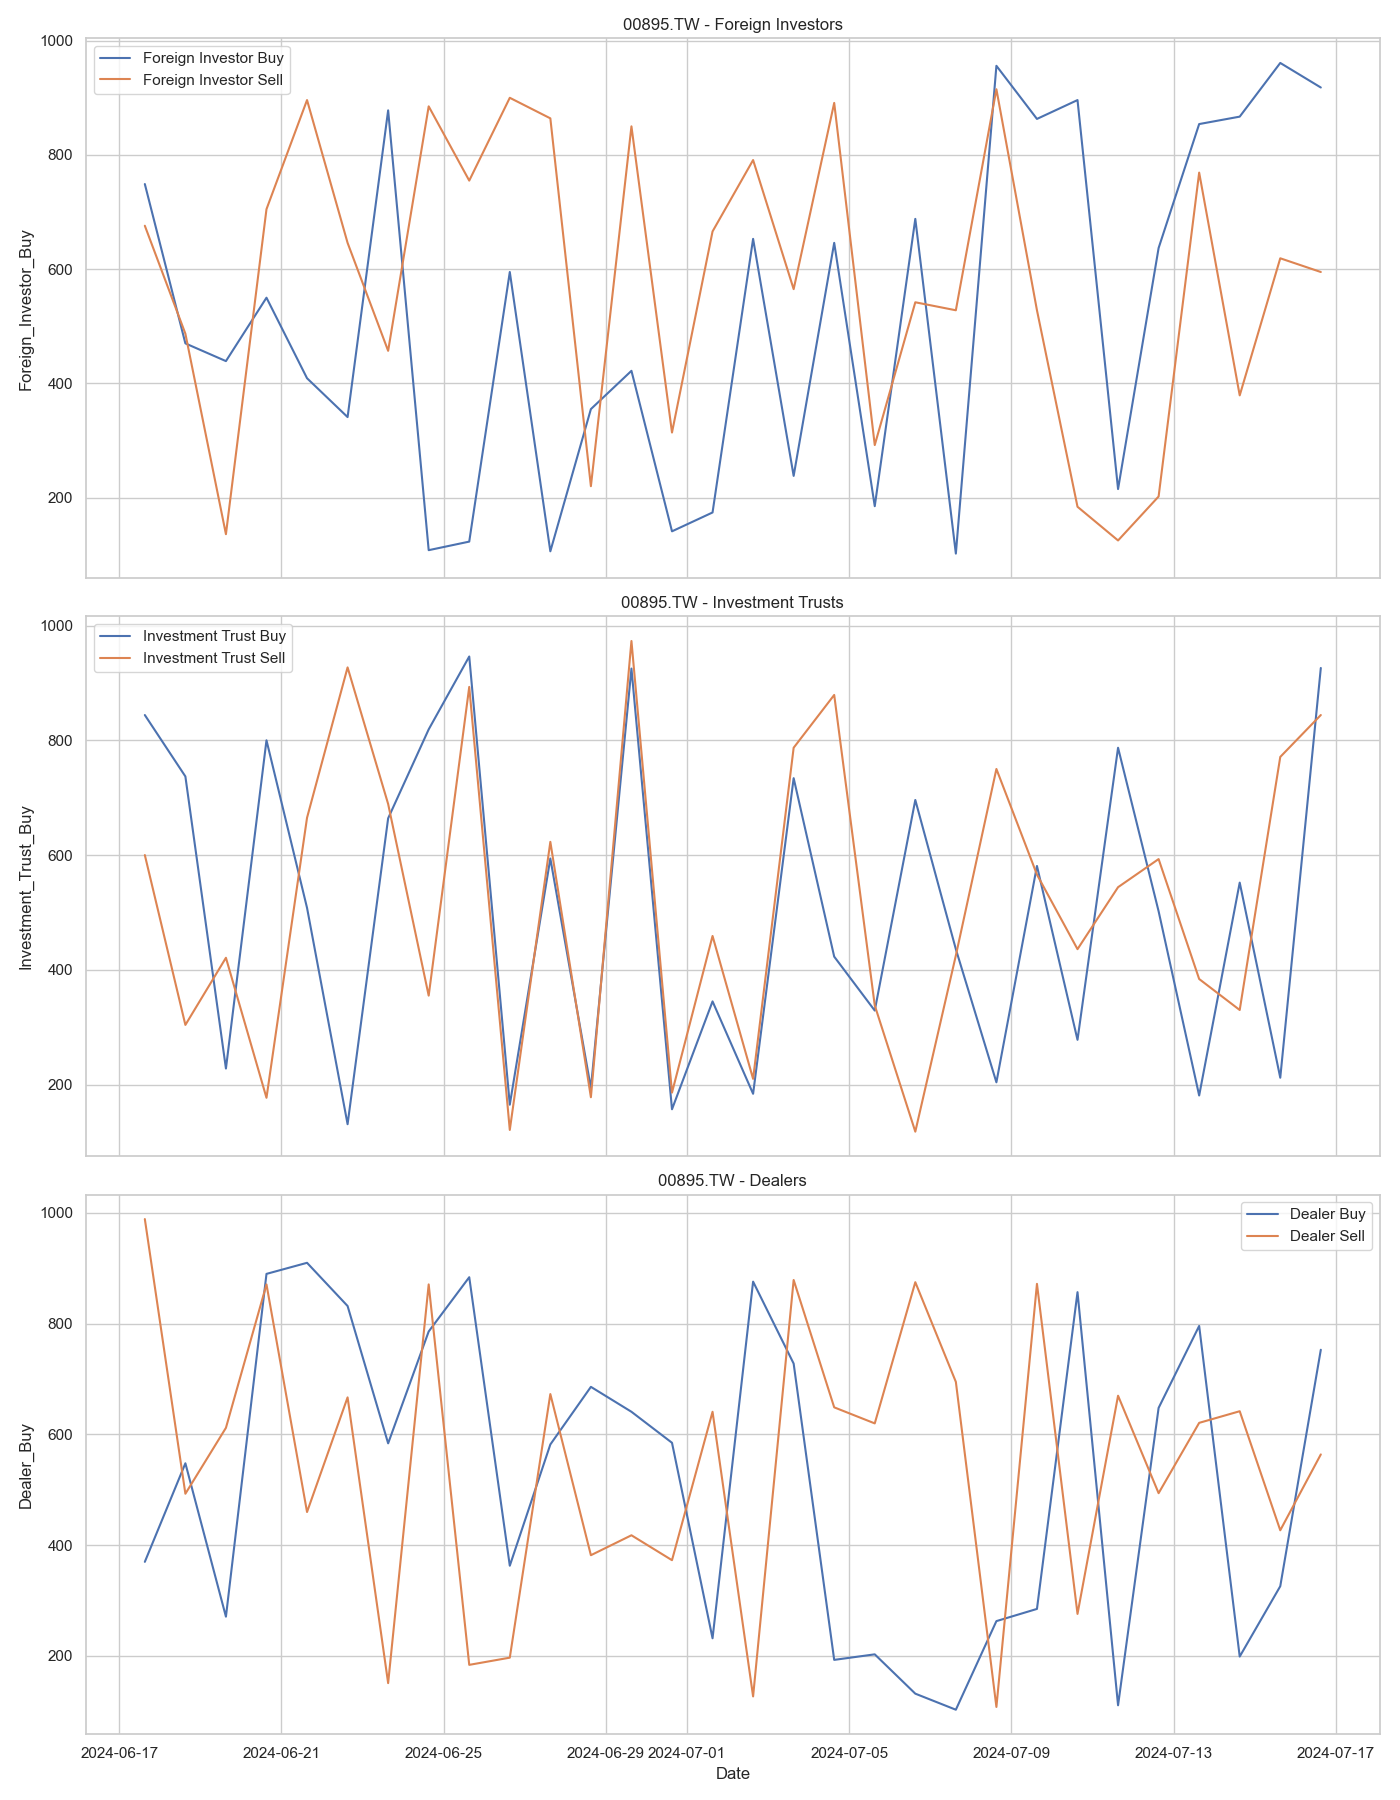 00895.TW - Foreign Investors
Foreign Investor Buy
Foreign Investor Sell
Foreign_Investor_Buy
1000
800
600
400
200
00895.TW - Investment Trusts
Investment Trust Buy
Investment Trust Sell
Investment_Trust_Buy
1000
800
600
400
200
00895.TW - Dealers
Dealer Buy
Dealer Sell
Dealer_Buy
1000
800
600
400
200
2024-06-17 2024-06-21 2024-06-25 2024-06-29 2024-07-01 2024-07-05 2024-07-09 2024-07-13 2024-07-17
Date